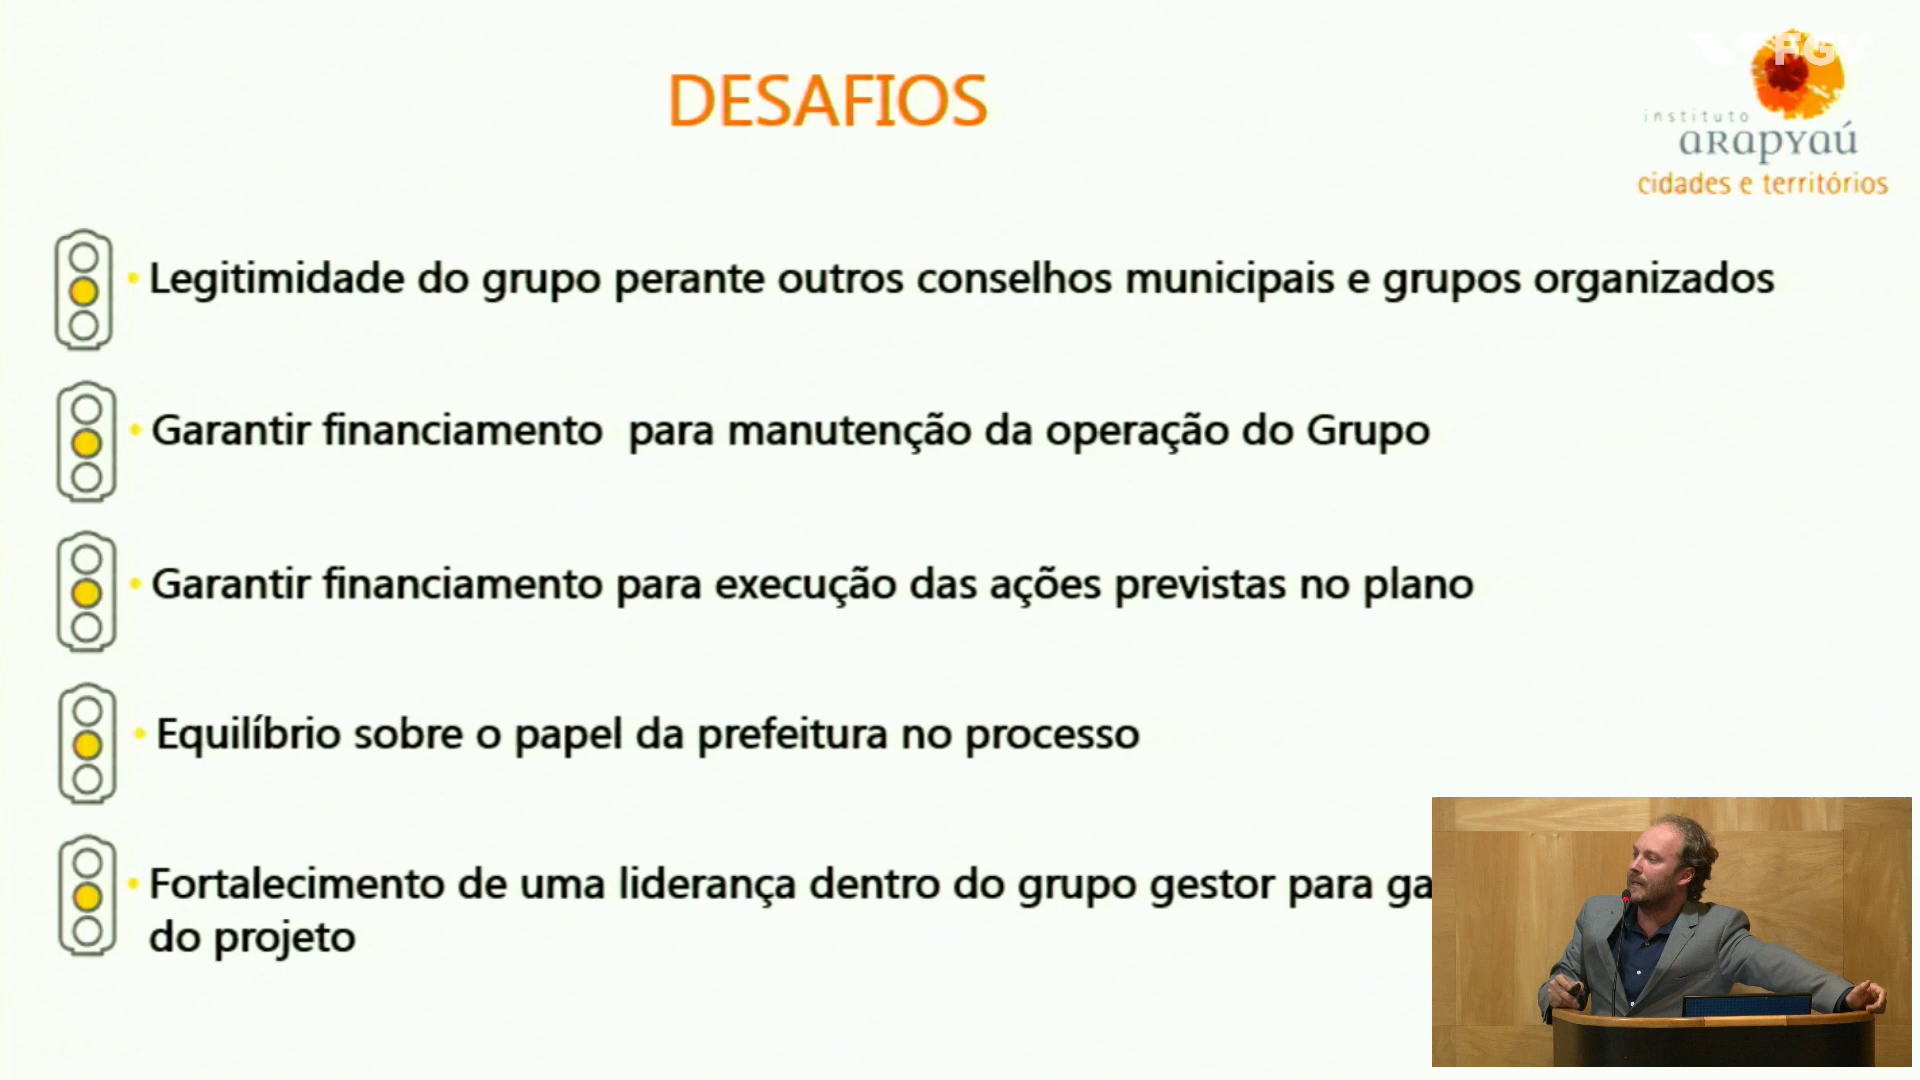 FGV
DESAFIOS
instituto
arapyaú
cidades e territórios
• Legitimidade do grupo perante outros conselhos municipais e grupos organizados
• Garantir financiamento para manutenção da operação do Grupo
• Garantir financiamento para execução das ações previstas no plano
• Equilíbrio sobre o papel da prefeitura no processo
• Fortalecimento de uma liderança dentro do grupo gestor para ga
do projeto